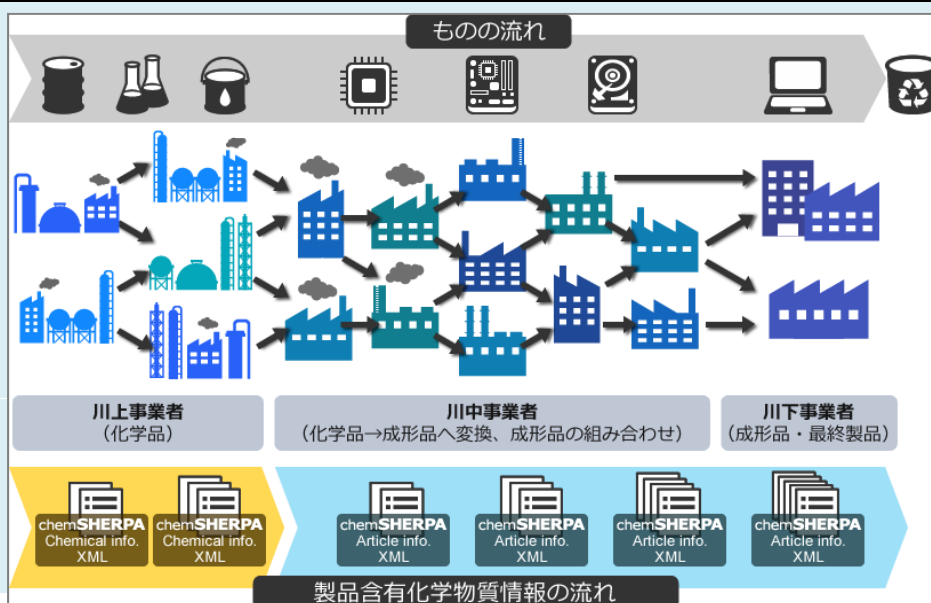 ものの流れ
川上事業者
(化学品)
川中事業者
(化学品→成形品へ変換、成形品の組み合わせ)
川下事業者
(成形品・最終製品)
chemSHERPA
Chemical info.
XML
chemSHERPA
Chemical info.
XML
chemSHERPA
Article info.
XML
chemSHERPA
Article info.
XML
chemSHERPA
Article info.
XML
chemSHERPA
Article info.
XML
製品含有化学物質情報の流れ